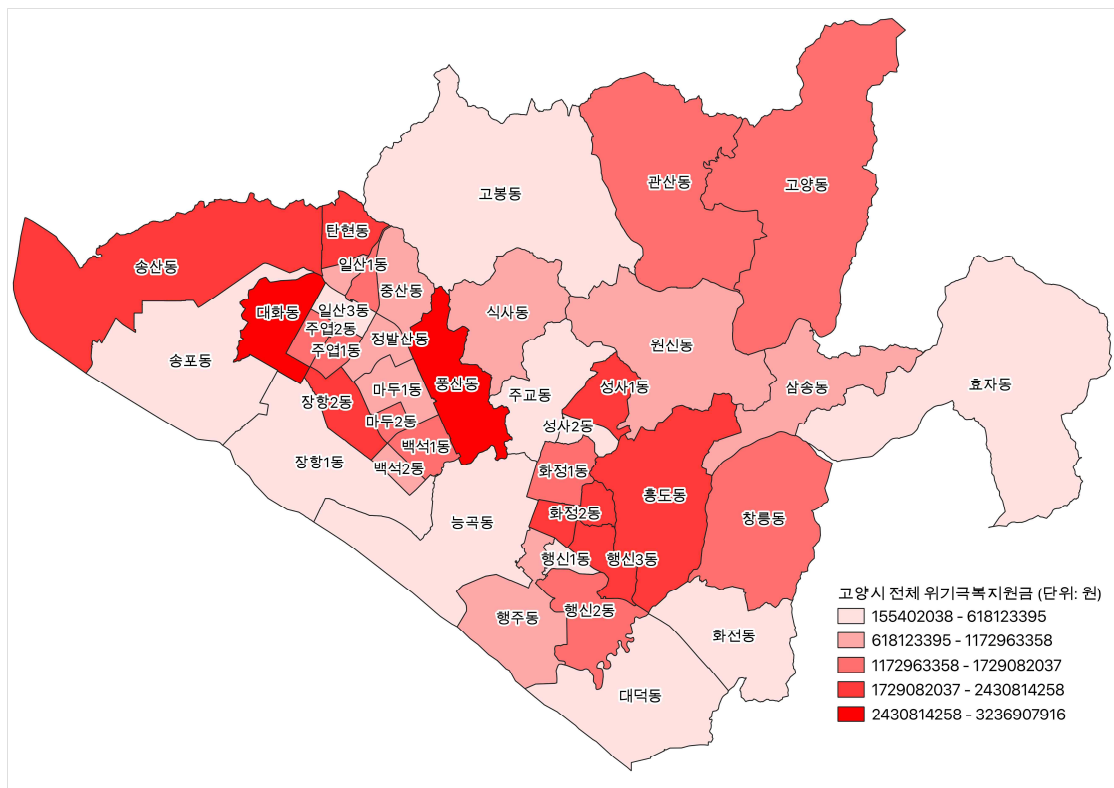 고봉동
관산동
고양동
탄현동
송산동
일산1동
중산동
대화동
일산3동
식사동
주엽2동
정발산동
주엽1동
원신동
송포동
풍산동
성사1동
삼송동
효자동
마두1동
주교동
장항2동
마두2동
성사2동
백석1동
장항1동
백석2동
화정1동
흥도동
능곡동
화정2동
창릉동
행신1동
행신3동
행주동
행신2동
화선동
대덕동
고양시 전체 위기극복지원금 (단위: 원)
155402038 - 618123395
618123395 - 1172963358
1172963358 - 1729082037
1729082037 - 2430814258
2430814258 - 3236907916